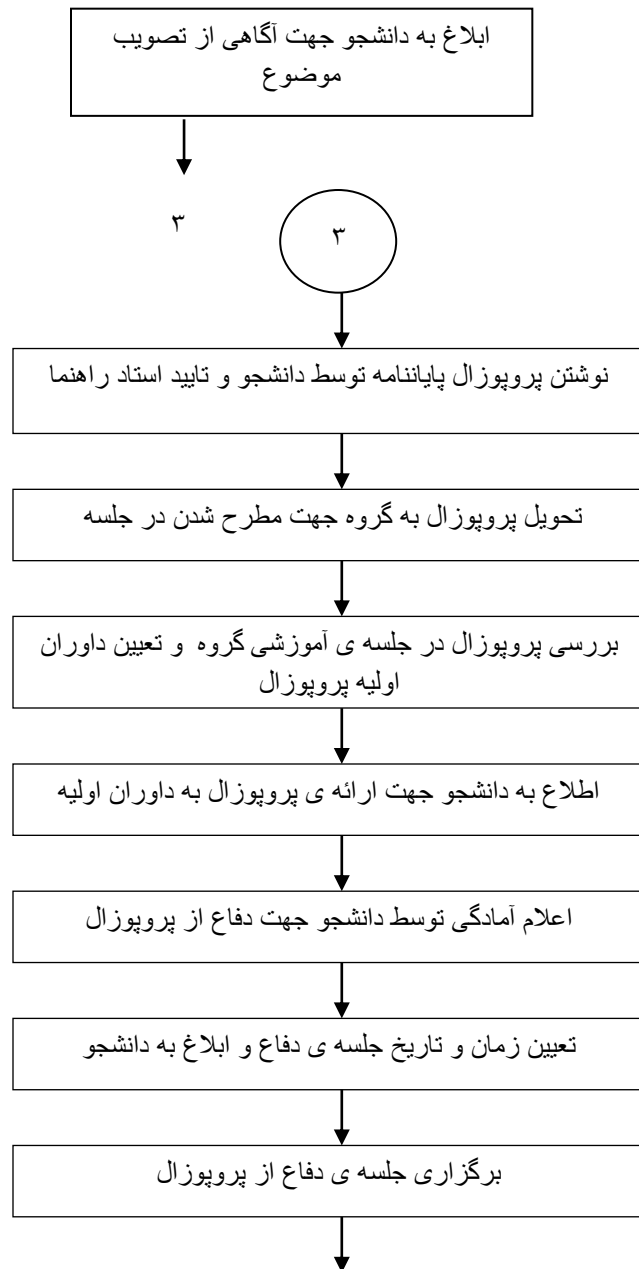 ابلاغ به دانشجو جهت آگاهی از تصویب
موضوع
۳
۳
نوشتن پروپوزال پایاننامه توسط دانشجو و تایید استاد راهنما
تحویل پروپوزال به گروه جهت مطرح شدن در جلسه
بررسی پروپوزال در جلسه ی آموزشی گروه و تعیین داوران
اولیه پروپوزال
اطلاع به دانشجو جهت ارائه ی پروپوزال به داوران اولیه
اعلام آمادگی توسط دانشجو جهت دفاع از پروپوزال
تعیین زمان و تاریخ جلسه ی دفاع و ابلاغ به دانشجو
برگزاری جلسه ی دفاع از پروپوزال